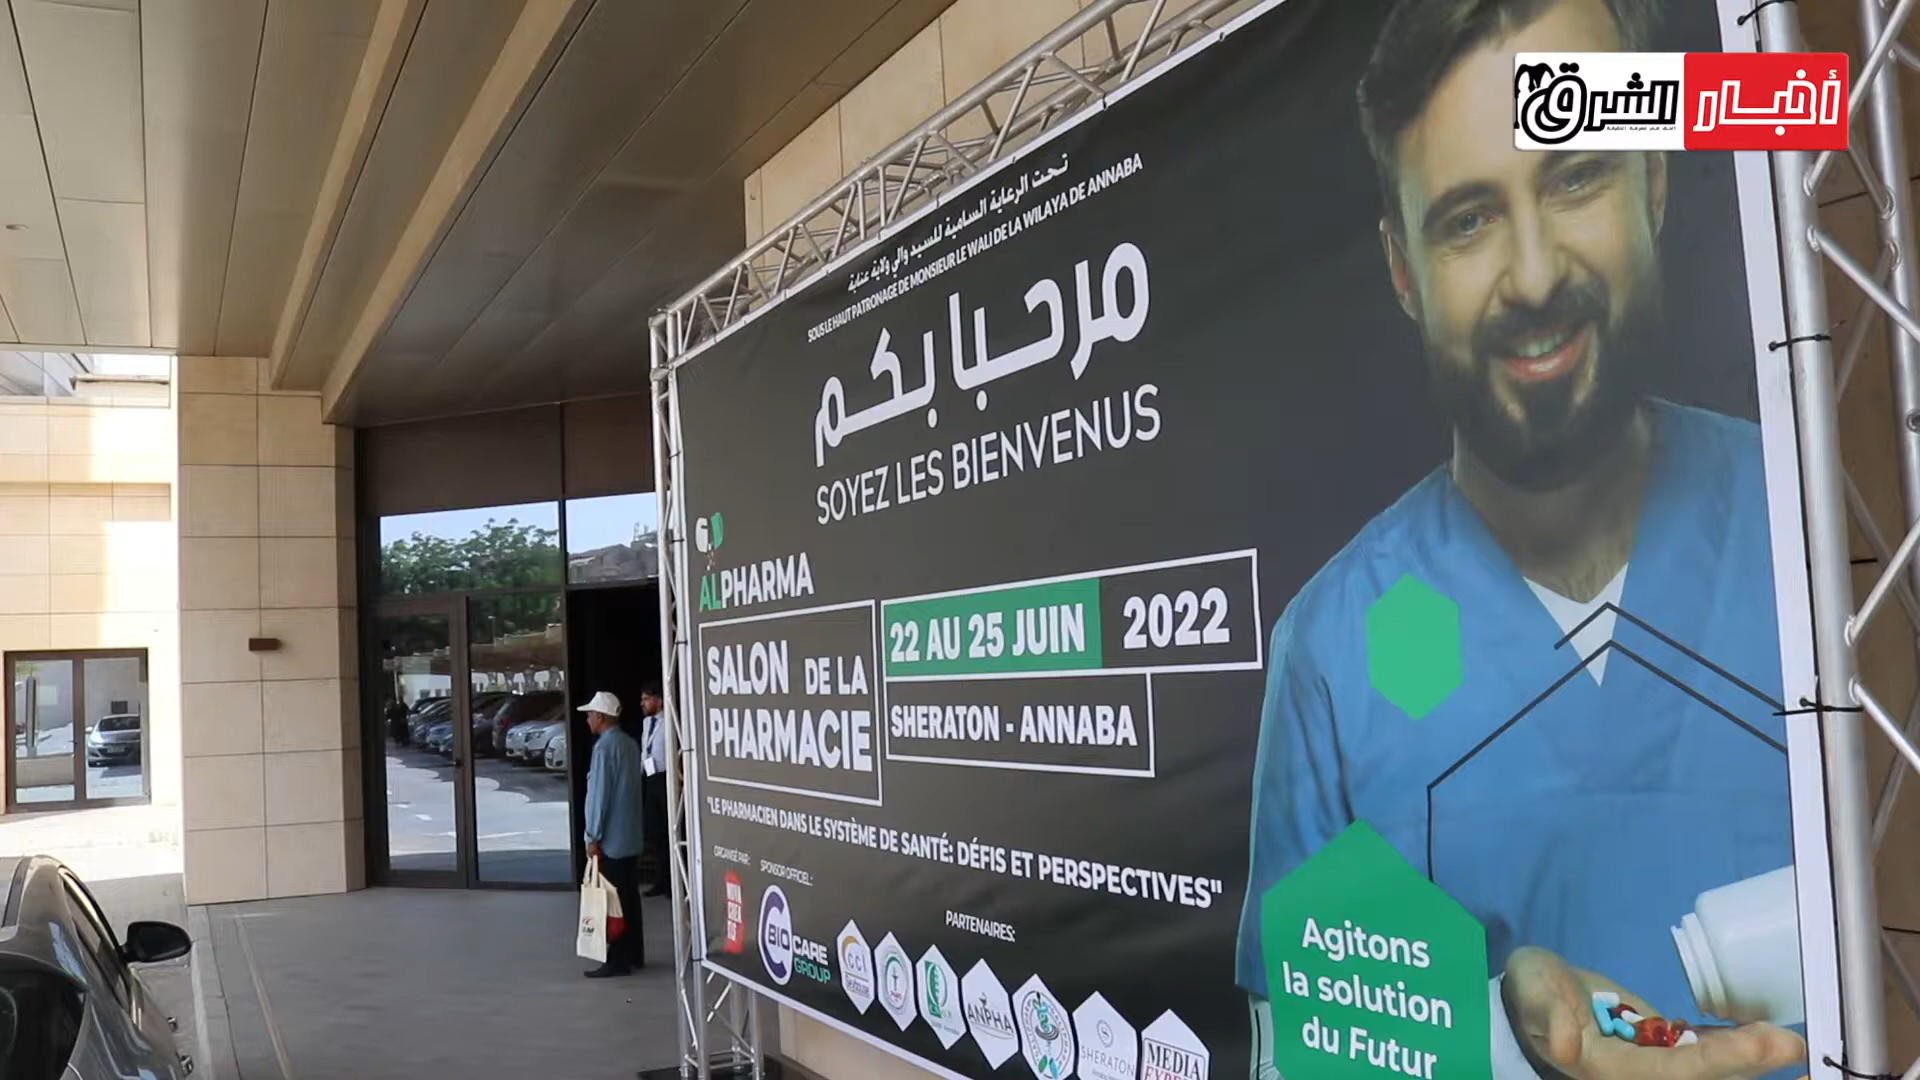 أخبار الشرق
تحت الرعاية السامية للسيد والي ولاية عنابة
SOUS LE HAUT PATRONAGE DE MONSIEUR LE WALI DE LA WILAYA DE ANNABA
مرحبا بكم
SOYEZ LES BIENVENUS
ALPHARMA
SALON DE LA
PHARMACIE
22 AU 25 JUIN 2022
SHERATON - ANNABA
"LE PHARMACIEN DANS LE SYSTÈME DE SANTÉ: DÉFIS ET PERSPECTIVES"
ORGANISÉ PAR:
SPONSOR OFFICIEL:
BIOCARE
GROUP
PARTENAIRES:
CCI
ANPHA
SHERATON
MEDIA
Agitons
la solution
du Futur